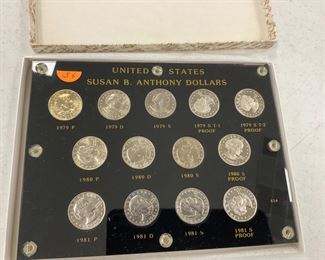 UNITED STATES
SUSAN B. ANTHONY DOLLARS
1979 P 1979 D 1979 S 1979 S T-1 PROOF 1979 S T-2 PROOF
1980 P 1980 D 1980 S 1980 S PROOF
1981 P 1981 D 1981 S 1981 S PROOF